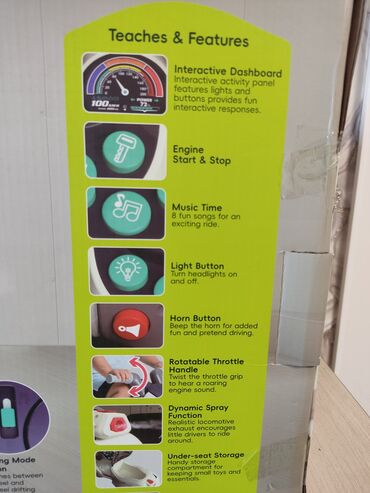 Teaches & Features
Interactive Dashboard
Interactive activity panel
features lights and
buttons provides fun
interactive responses.
100
POWER
Engine
Start & Stop
Music Time
8 fun songs for an
exciting ride.
Light Button
Turn headlights on
and off.
Horn Button
Beep the horn for added
fun and pretend driving.
Rotatable Throttle
Handle
Twist the throttle grip
to hear a roaring
engine sound.
Dynamic Spray
Function
Realistic locomotive
exhaust encourages
little drivers to ride
around.
Under-seat Storage
Handy storage
compartment for
keeping small toys and
essentials.
Mode
between
and
drifting